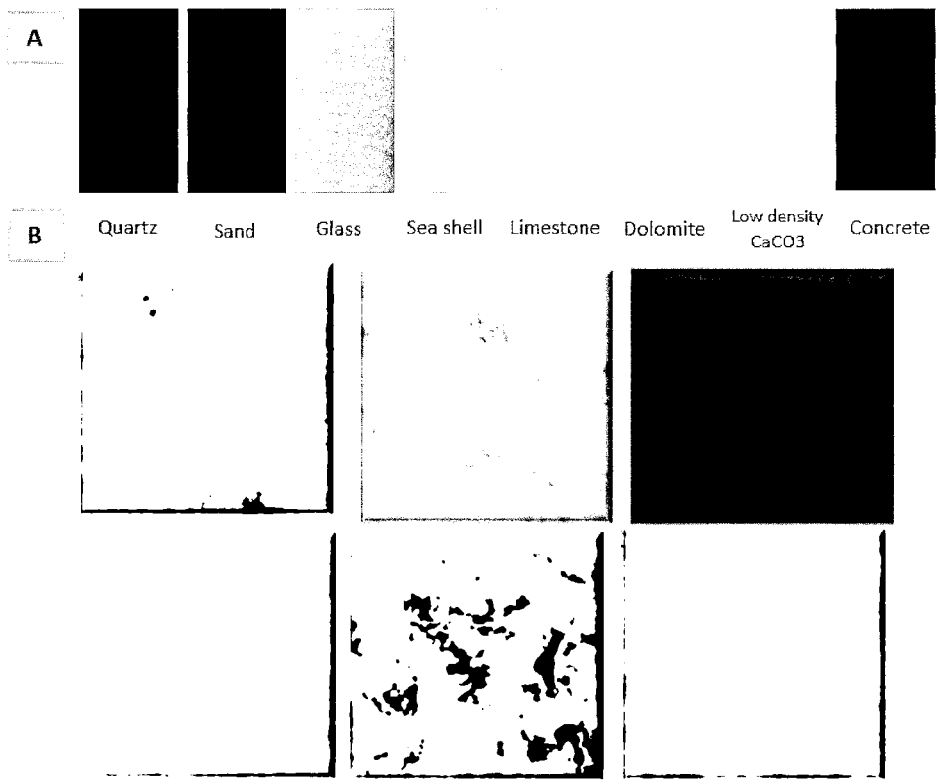 A
B
Quartz
Sand
Glass
Sea shell
Limestone
Dolomite
Low density
CaCO3
Concrete